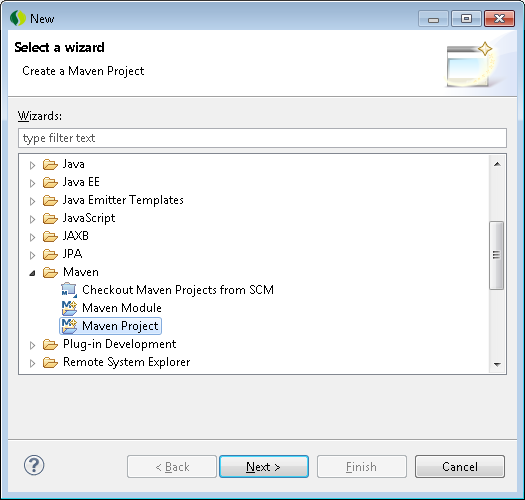 New
Select a wizard
Create a Maven Project
Wizards:
type filter text
Java
Java EE
Java Emitter Templates
JavaScript
JAXB
JPA
Maven
Checkout Maven Projects from SCM
Maven Module
Maven Project
Plug-in Development
Remote System Explorer
?
< Back
Next >
Finish
Cancel